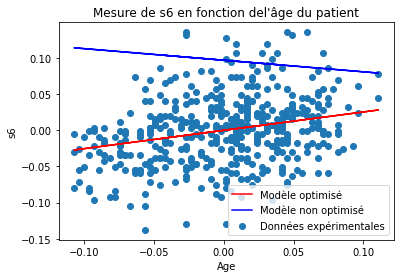 Mesure de s6 en fonction del'âge du patient
0.10
0.05
0.00
−0.05
−0.10
−0.15
s6
−0.10
−0.05
0.00
0.05
0.10
Age
Modèle optimisé
Modèle non optimisé
Données expérimentales